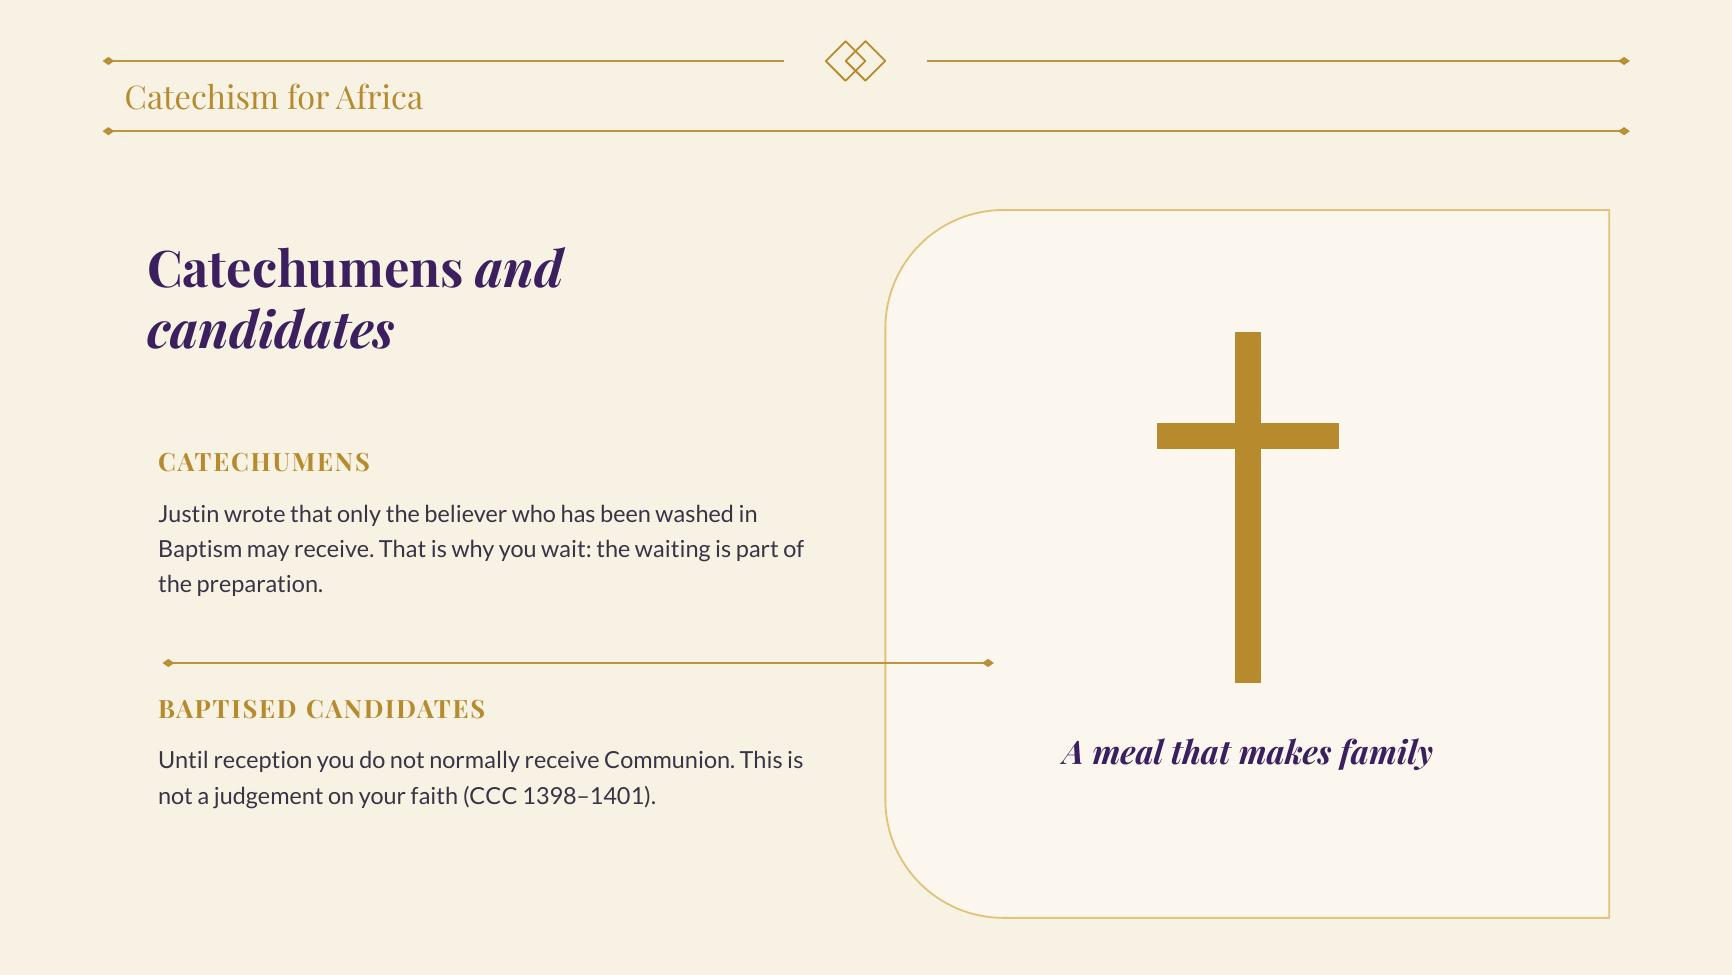 Catechism for Africa
Catechumens and
candidates
CATECHUMENS
Justin wrote that only the believer who has been washed in
Baptism may receive. That is why you wait: the waiting is part of
the preparation.
BAPTISED CANDIDATES
Until reception you do not normally receive Communion. This is
not a judgement on your faith (CCC 1398–1401).
A meal that makes family